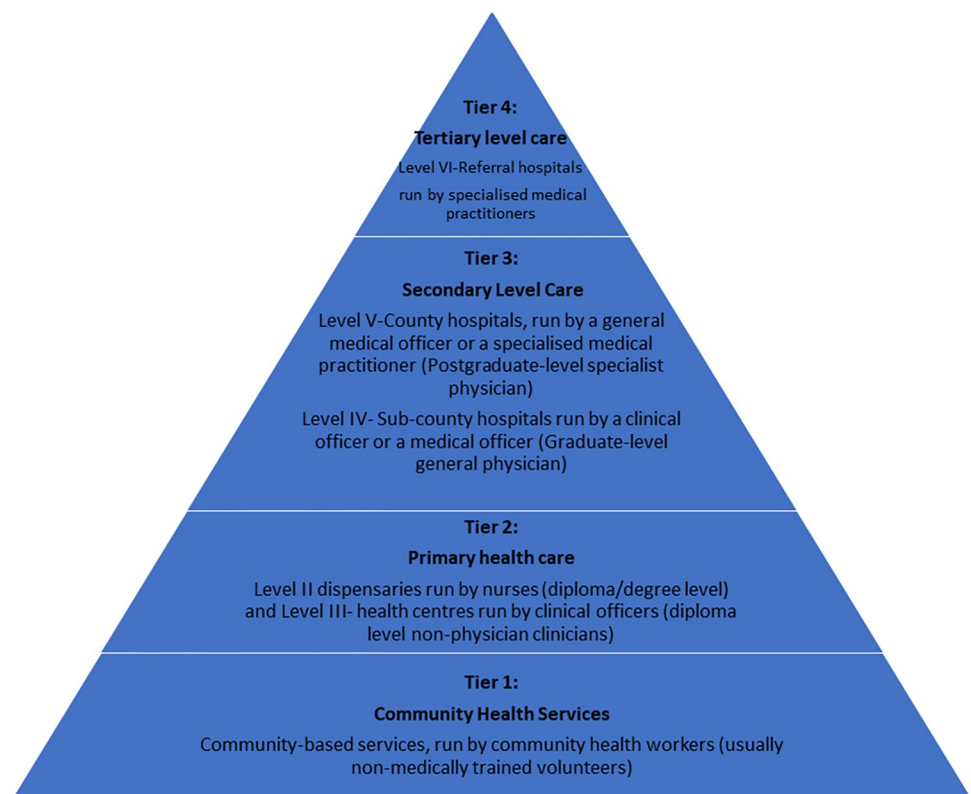 Tier 4:
Tertiary level care
Level VI-Referral hospitals
run by specialised medical
practitioners
Tier 3:
Secondary Level Care
Level V-County hospitals, run by a general
medical officer or a specialised medical
practitioner (Postgraduate-level specialist
physician)
Level IV- Sub-county hospitals run by a clinical
officer or a medical officer (Graduate-level
general physician)
Tier 2:
Primary health care
Level II dispensaries run by nurses (diploma/degree level)
and Level III- health centres run by clinical officers (diploma
level non-physician clinicians)
Tier 1:
Community Health Services
Community-based services, run by community health workers (usually
non-medically trained volunteers)